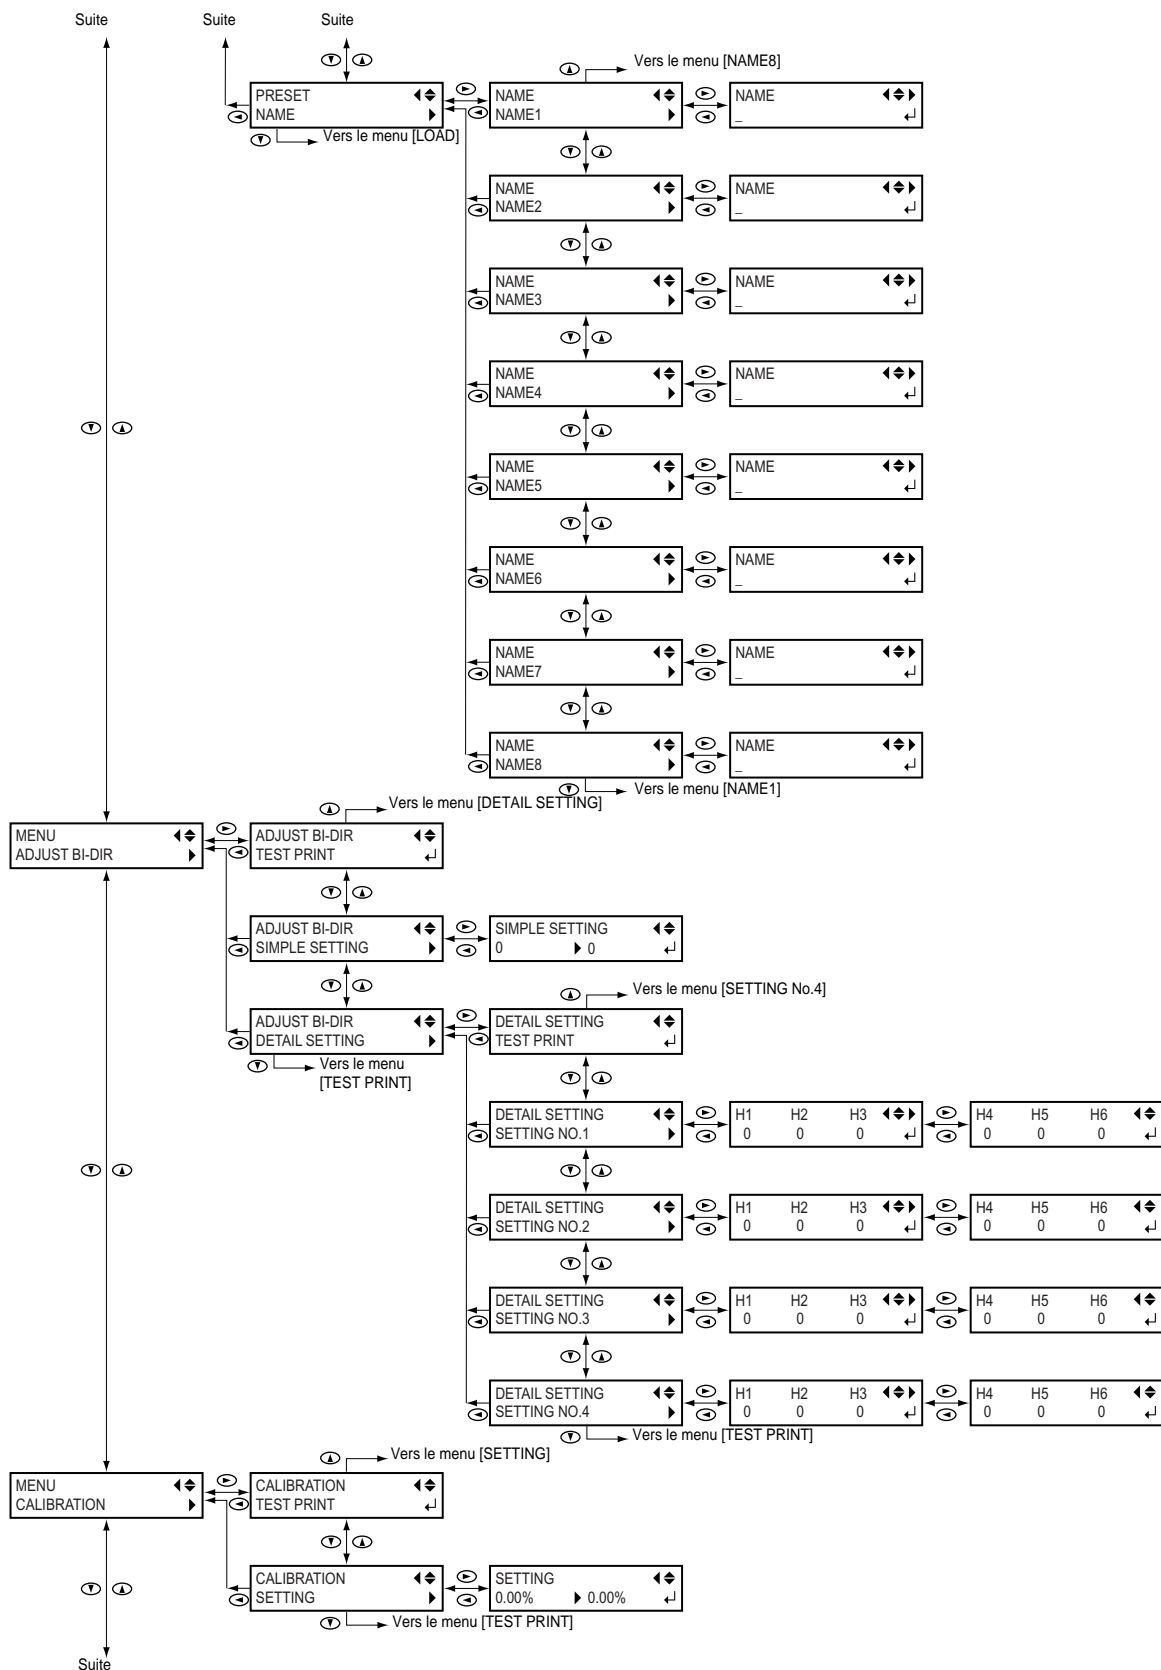 Suite
Suite
Suite
Vers le menu [NAME8]
PRESET
NAME
Vers le menu [LOAD]
NAME
NAME1
NAME
_
NAME
NAME2
NAME
_
NAME
NAME3
NAME
_
NAME
NAME4
NAME
_
NAME
NAME5
NAME
_
NAME
NAME6
NAME
_
NAME
NAME7
NAME
_
NAME
NAME8
NAME
_
Vers le menu [NAME1]
Vers le menu [DETAIL SETTING]
MENU
ADJUST BI-DIR
ADJUST BI-DIR
TEST PRINT
ADJUST BI-DIR
SIMPLE SETTING
SIMPLE SETTING
0 0
Vers le menu [SETTING No.4]
ADJUST BI-DIR
DETAIL SETTING
Vers le menu
[TEST PRINT]
DETAIL SETTING
TEST PRINT
DETAIL SETTING
SETTING NO.1
H1 H2 H3
0 0 0
H4 H5 H6
0 0 0
DETAIL SETTING
SETTING NO.2
H1 H2 H3
0 0 0
H4 H5 H6
0 0 0
DETAIL SETTING
SETTING NO.3
H1 H2 H3
0 0 0
H4 H5 H6
0 0 0
DETAIL SETTING
SETTING NO.4
H1 H2 H3
0 0 0
H4 H5 H6
0 0 0
Vers le menu [TEST PRINT]
Vers le menu [SETTING]
MENU
CALIBRATION
CALIBRATION
TEST PRINT
CALIBRATION
SETTING
SETTING
0.00% 0.00%
Vers le menu [TEST PRINT]
Suite